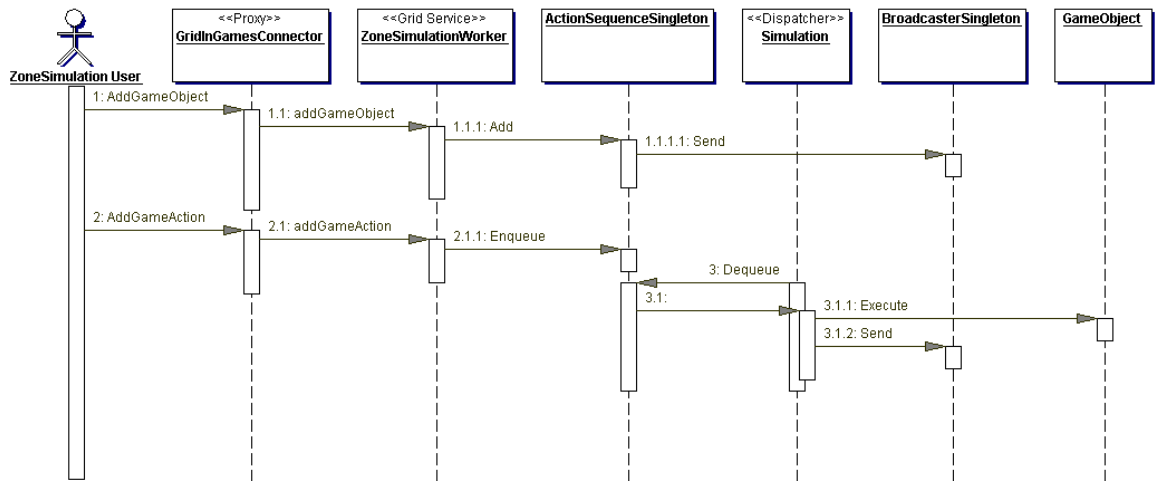 <<Proxy>>
GridInGamesConnector
<<Grid Service>>
ZoneSimulationWorker
ActionSequenceSingleton
<<Dispatcher>>
Simulation
BroadcasterSingleton
GameObject
ZoneSimulation User
1: AddGameObject
1.1: addGameObject
1.1.1: Add
1.1.1.1: Send
2: AddGameAction
2.1: addGameAction
2.1.1: Enqueue
3: Dequeue
3.1:
3.1.1: Execute
3.1.2: Send